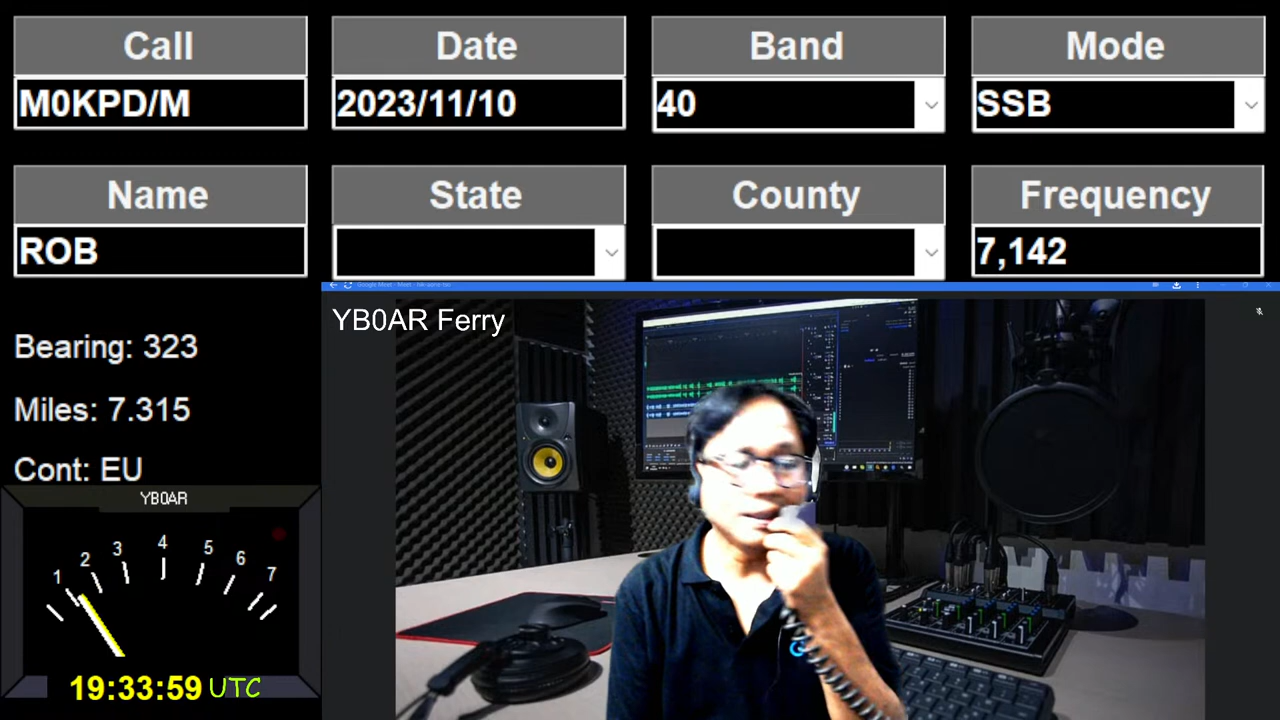 Call Date Band Mode
M0KPD/M 2023/11/10 40 SSB
Name State County Frequency
ROB 7,142
YB0AR Ferry
Bearing: 323
Miles: 7.315
Cont: EU
YB0AR
1 2 3 4 5 6 7
19:33:59 UTC